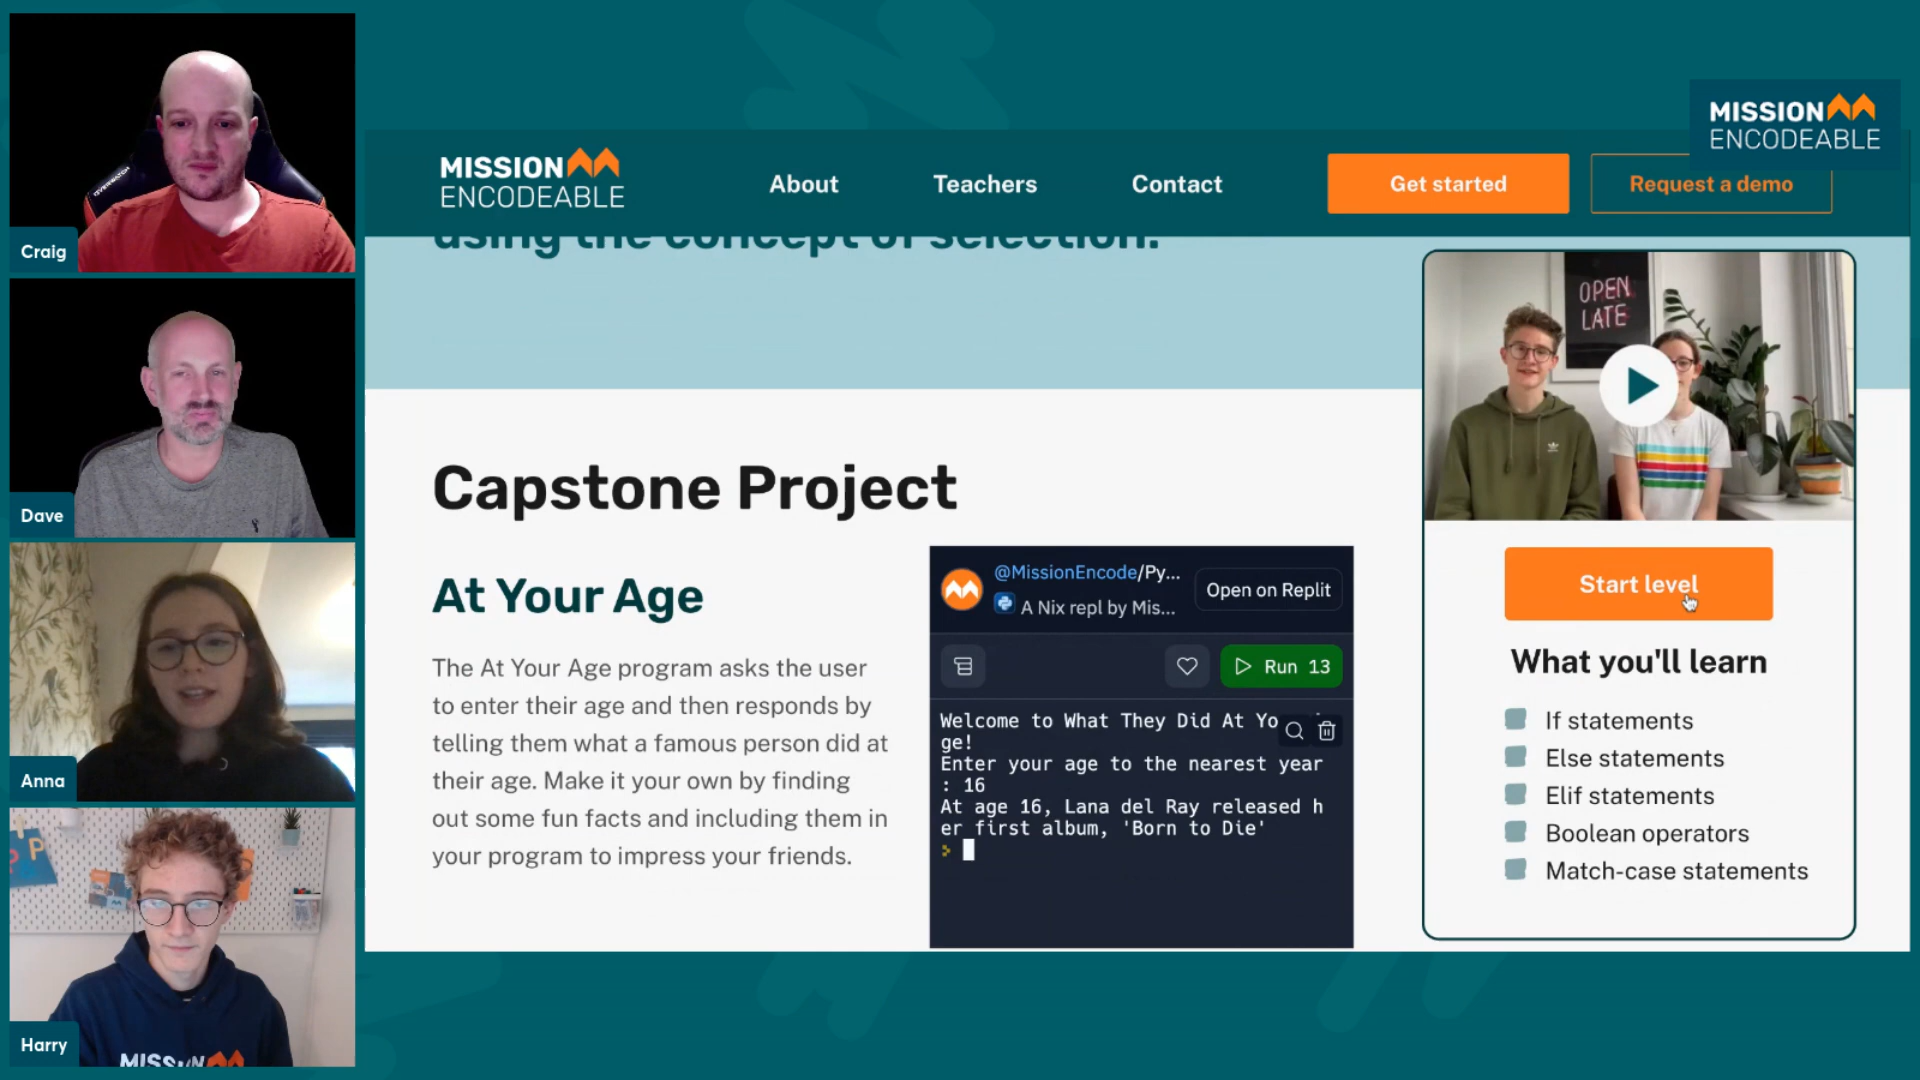 Craig
Dave
Anna
Harry
MISSION
MISSION
ENCODEABLE
About
Teachers
Contact
Get started
Request a demo
MISSION
ENCODEABLE
using the concept of selection.
OPEN
LATE
Capstone Project
At Your Age
The At Your Age program asks the user
to enter their age and then responds by
telling them what a famous person did at
their age. Make it your own by finding
out some fun facts and including them in
your program to impress your friends.
@MissionEncode/Py...
A Nix repl by Mis...
Open on Replit
Run 13
Welcome to What They Did At Yo
ge!
Enter your age to the nearest year
: 16
At age 16, Lana del Ray released h
er first album, 'Born to Die'
Start level
What you'll learn
If statements
Else statements
Elif statements
Boolean operators
Match-case statements